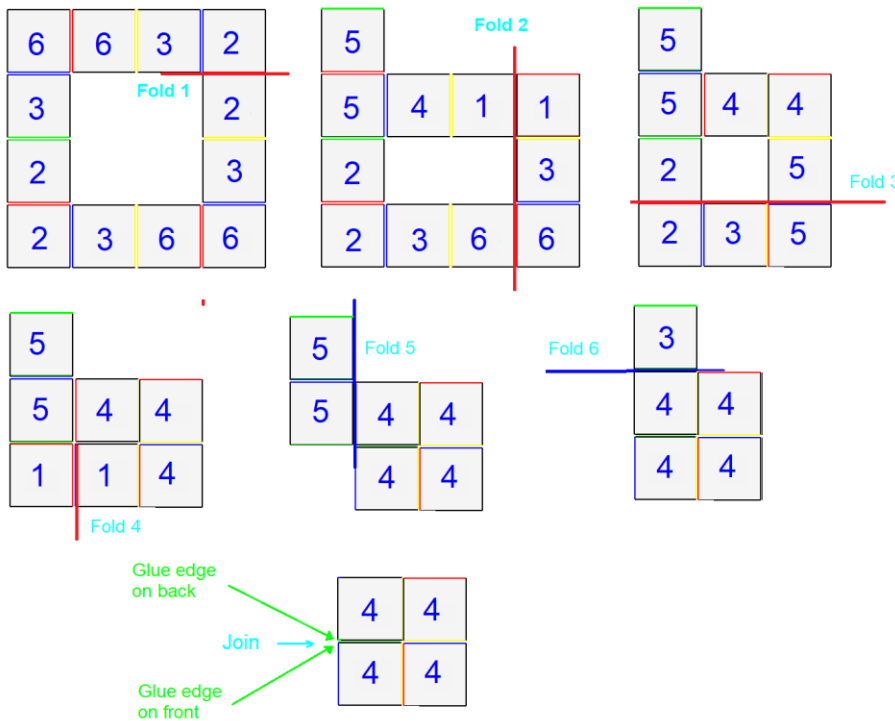 6 6 3 2
Fold 1
3 2
2 3
2 3 6 6
Fold 2
5
5 4 1 1
2 3
2 3 6 6
5
5 4 4
2 5
Fold 3
2 3 5
5
5 4 4
1 1 4
Fold 4
5
Fold 5
5 4 4
4 4
Fold 6
3
4 4
4 4
Glue edge
on back
Join
Glue edge
on front
4 4
4 4